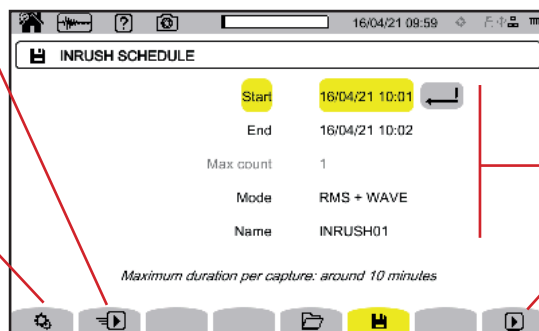 ?
16/04/21 09:59
INRUSH SCHEDULE
Start 16/04/21 10:01
End 16/04/21 10:02
Max count 1
Mode RMS + WAVE
Name INRUSH01
Maximum duration per capture: around 10 minutes